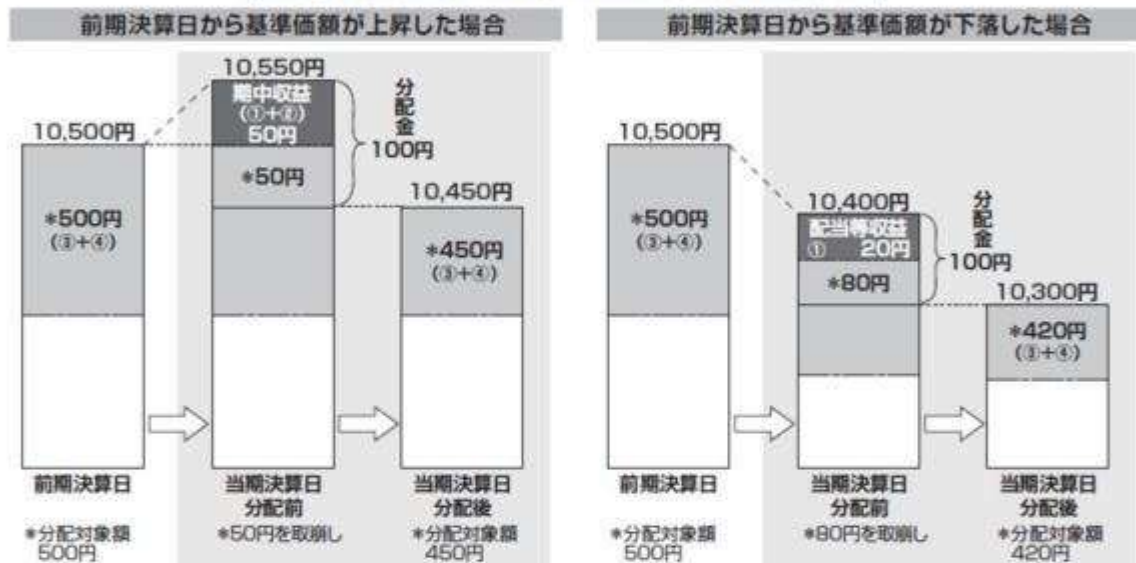 前期決算日から基準価額が上昇した場合
10,500円
*500円
(③+④)
10,550円
期中収益
(①+②)
50円
*50円
分配金
100円
10,450円
*450円
(③+④)
前期決算日
当期決算日
分配前
当期決算日
分配後
*分配対象額
500円
*50円を取崩し
*分配対象額
450円
前期決算日から基準価額が下落した場合
10,500円
*500円
(③+④)
10,400円
配当等収益
① 20円
*80円
分配金
100円
10,300円
*420円
(③+④)
前期決算日
当期決算日
分配前
当期決算日
分配後
*分配対象額
500円
*80円を取崩し
*分配対象額
420円